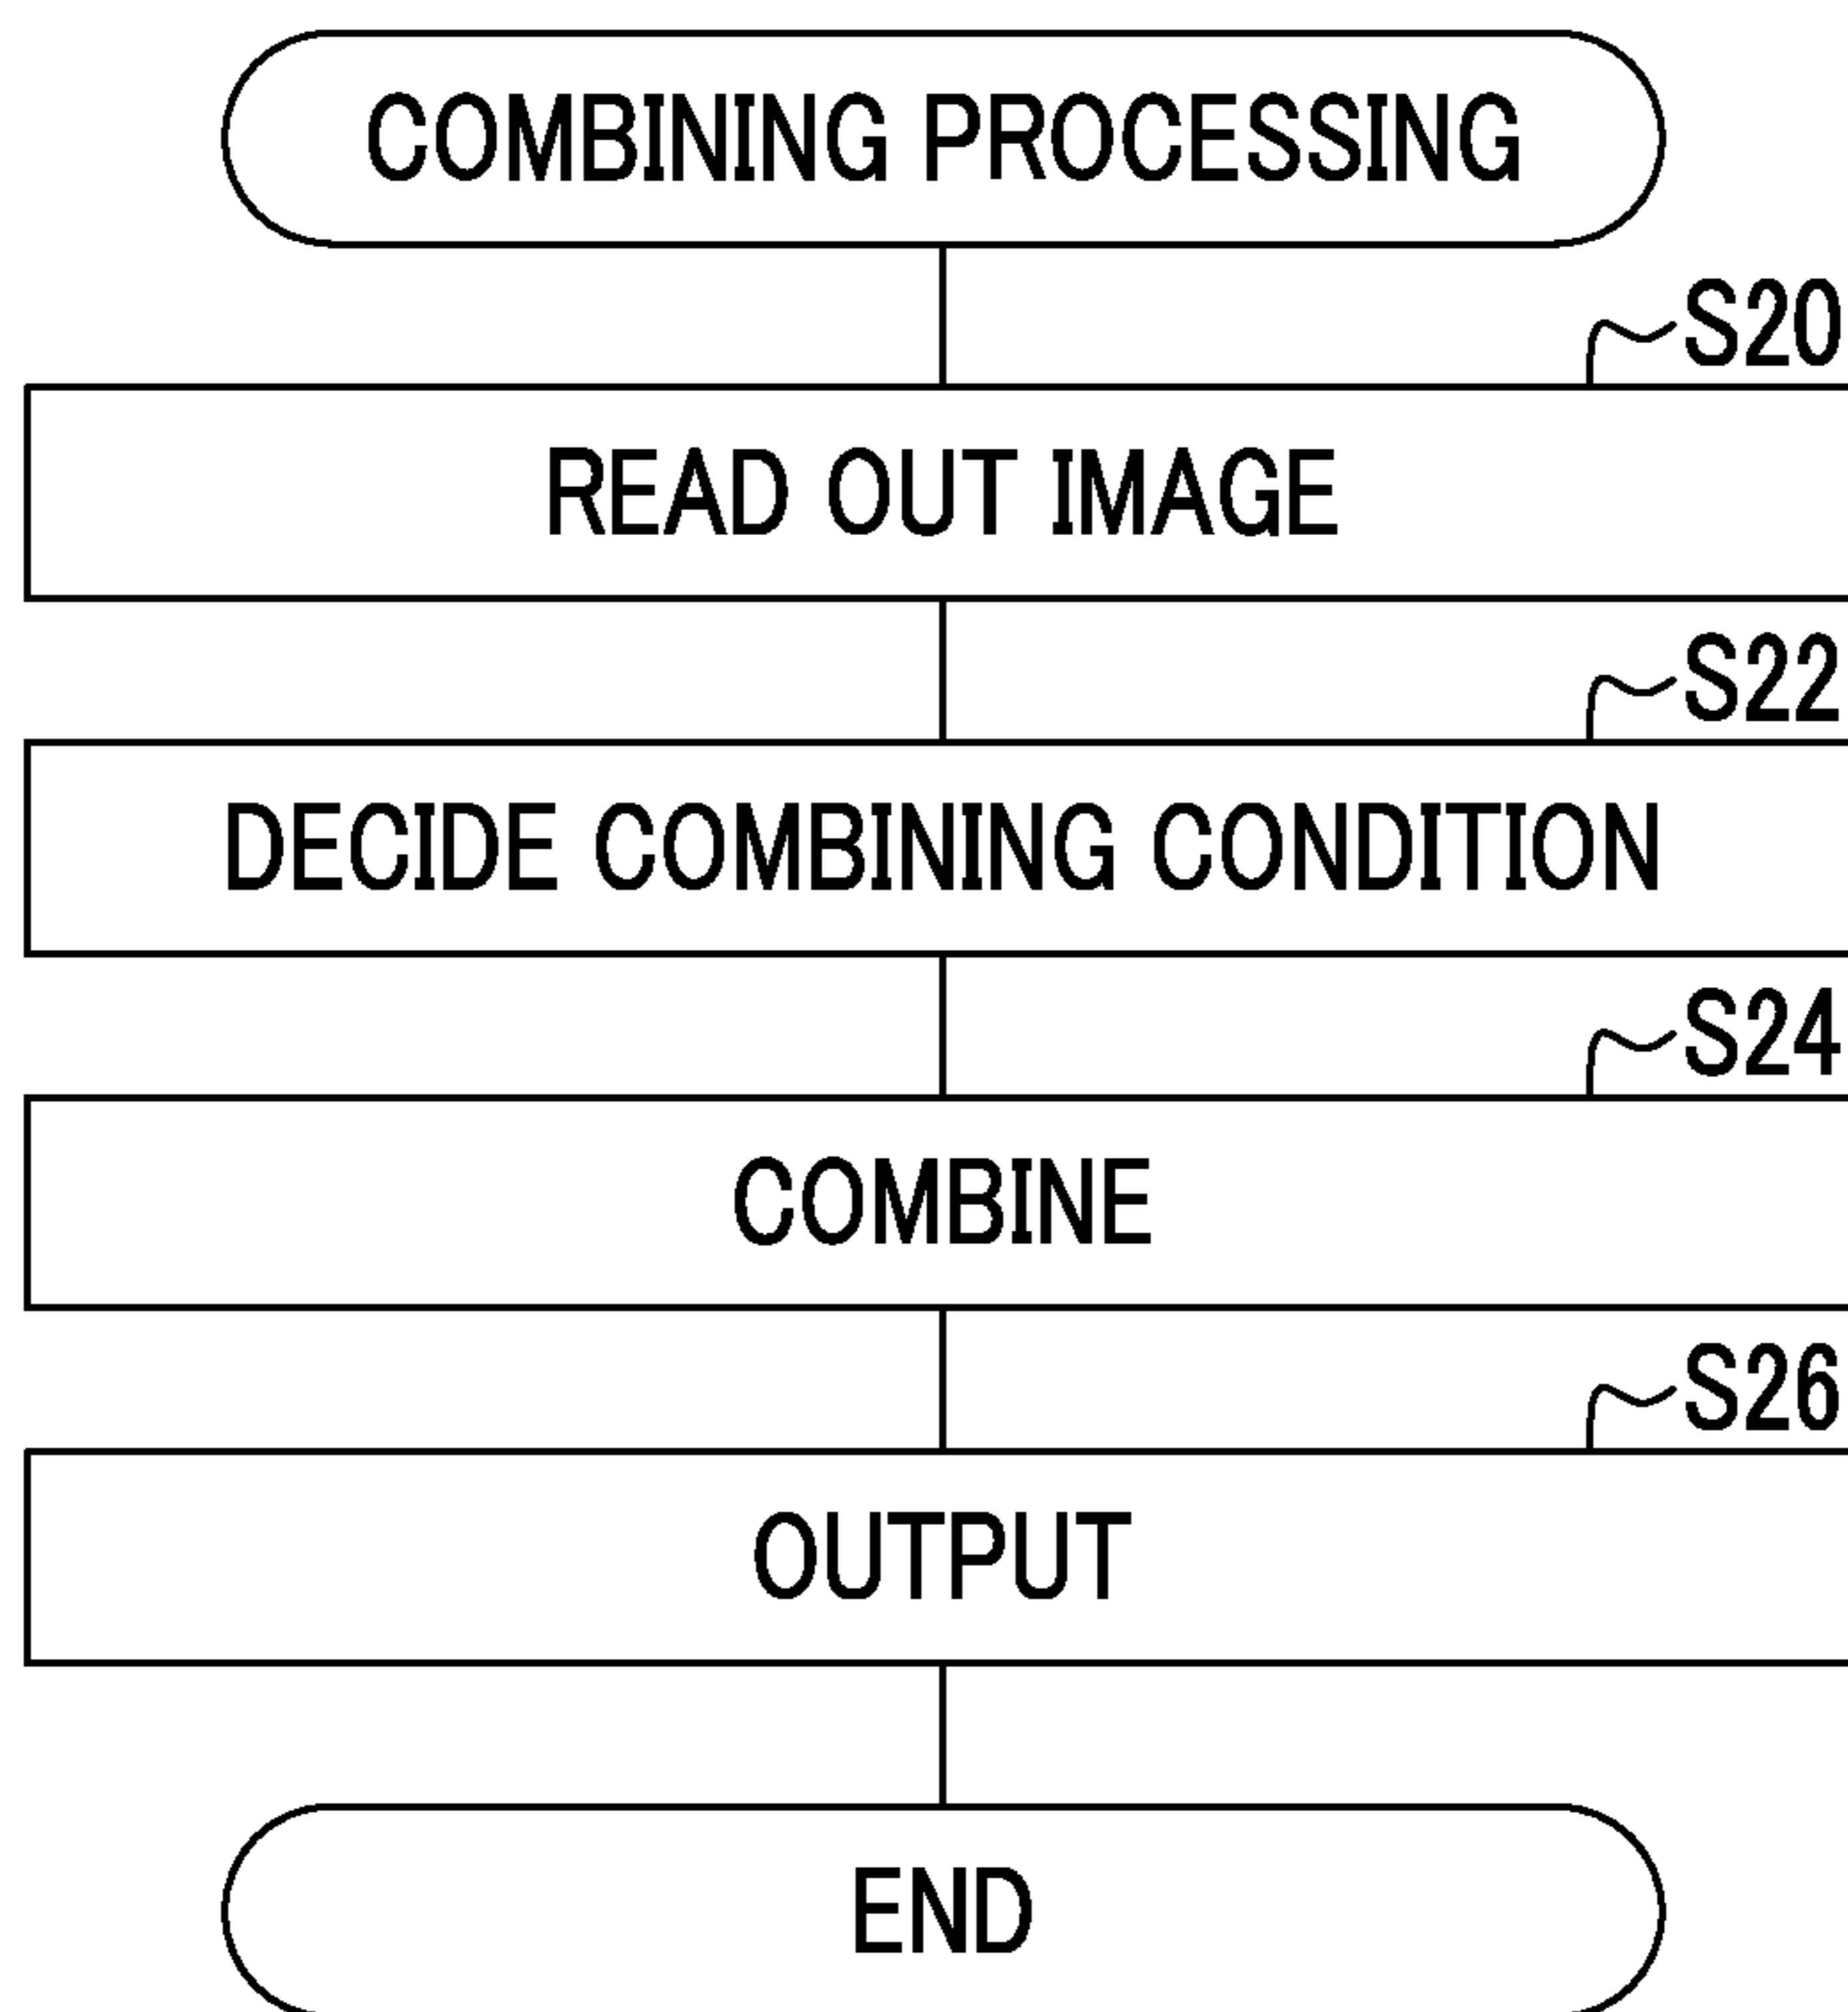 COMBINING PROCESSING
S20
READ OUT IMAGE
S22
DECIDE COMBINING CONDITION
S24
COMBINE
S26
OUTPUT
END